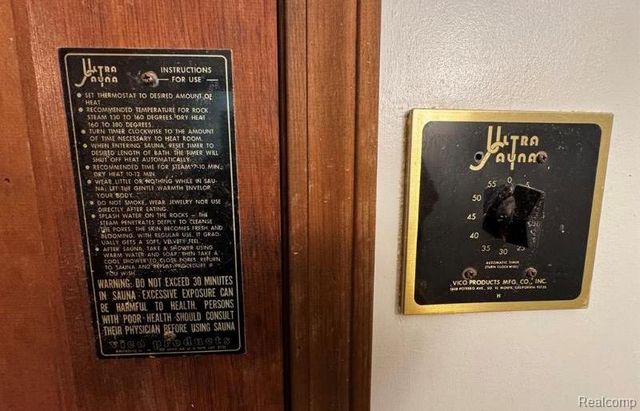 Ultra Sauna
INSTRUCTIONS
FOR USE
• SET THERMOSTAT TO DESIRED AMOUNT OF
HEAT.
• RECOMMENDED TEMPERATURE FOR ROCK
STEAM 130 TO 160 DEGREES. DRY HEAT
160 TO 180 DEGREES.
• TURN TIMER CLOCKWISE TO THE AMOUNT
OF TIME NECESSARY TO HEAT ROOM.
• WHEN ENTERING SAUNA, RESET TIMER TO
DESIRED LENGTH OF BATH. THE TIMER WILL
SHUT OFF HEAT AUTOMATICALLY.
• RECOMMENDED TIME FOR STEAM 7-10 MIN.,
DRY HEAT 10-12 MIN.
• WEAR LITTLE OR NOTHING WHILE IN SAU-
NA. LET THE GENTLE WARMTH ENVELOP
YOUR BODY.
• DO NOT SMOKE, WEAR JEWELRY NOR USE
DIRECTLY AFTER EATING.
• SPLASH WATER ON THE ROCKS - THE
STEAM PENETRATES DEEPLY TO CLEANSE
THE PORES. THE SKIN BECOMES FRESH AND
BLOOMING. WITH REGULAR USE, IT GRAD-
UALLY GETS A SOFT, VELVETY FEEL.
• AFTER SAUNA, TAKE A SHOWER USING
WARM WATER AND SOAP, THEN TAKE A
COOL SHOWER TO CLOSE PORES. RETURN
TO SAUNA AND REPEAT PROCEDURE IF
YOU WISH.
WARNING: DO NOT EXCEED 30 MINUTES
IN SAUNA - EXCESSIVE EXPOSURE CAN
BE HARMFUL TO HEALTH. PERSONS
WITH POOR HEALTH SHOULD CONSULT
THEIR PHYSICIAN BEFORE USING SAUNA
vico products
Ultra
Sauna
0
55
50
45
40
35 30 25
AUTOMATIC TIMER
(TURN CLOCKWISE)
VICO PRODUCTS MFG. CO., INC.
POTRERO AVE., SO. EL MONTE, CALIFORNIA
H
Realcomp